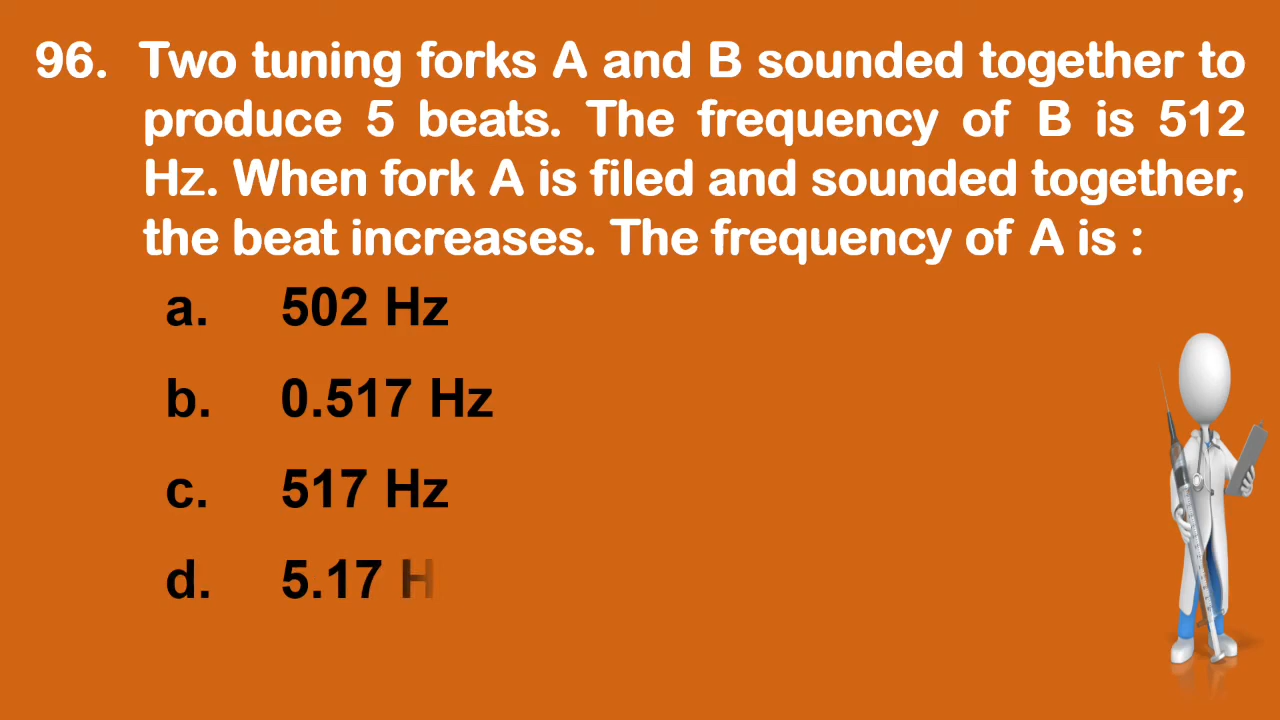 96. Two tuning forks A and B sounded together to
produce 5 beats. The frequency of B is 512
Hz. When fork A is filed and sounded together,
the beat increases. The frequency of A is :
a. 502 Hz
b. 0.517 Hz
c. 517 Hz
d. 5.17 H